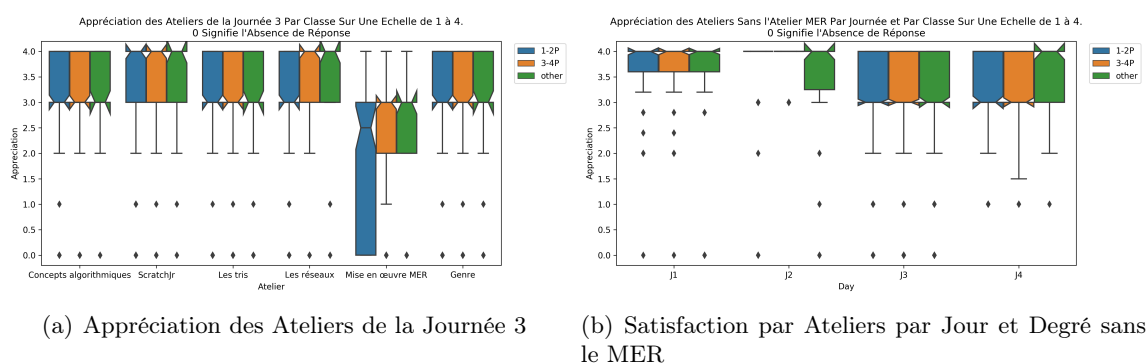 Appréciation des Ateliers de la Journée 3 Par Classe Sur Une Echelle de 1 à 4.
0 Signifie l'Absence de Réponse
4.0
3.5
3.0
2.5
2.0
1.5
1.0
0.5
0.0
Appreciation
Concepts algorithmiques
ScratchJr
Les tris
Les réseaux
Mise en œuvre MER
Genre
Atelier
1-2P
3-4P
other
(a) Appréciation des Ateliers de la Journée 3
Appréciation des Ateliers Sans l'Atelier MER Par Journée et Par Classe Sur Une Echelle de 1 à 4.
0 Signifie l'Absence de Réponse
4.0
3.5
3.0
2.5
2.0
1.5
1.0
0.5
0.0
Appreciation
J1
J2
J3
J4
Day
1-2P
3-4P
other
(b) Satisfaction par Ateliers par Jour et Degré sans
le MER